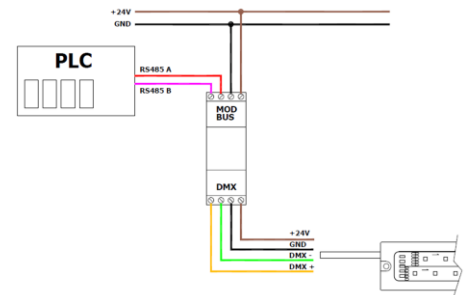 +24V
GND
PLC
RS485 A
RS485 B
MOD
BUS
DMX
+24V
GND
DMX -
DMX +